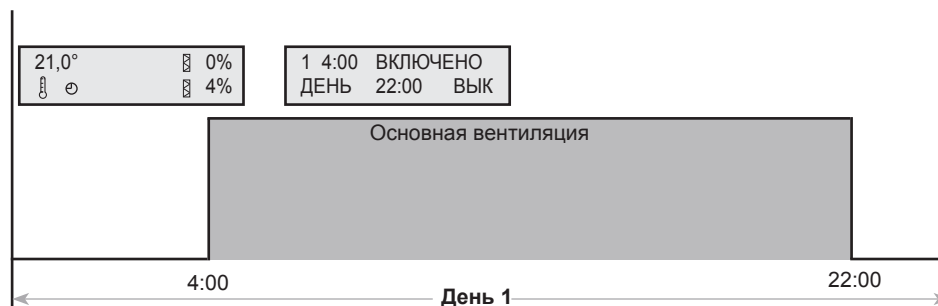 21,0° 0%
4%
1 4:00 ВКЛЮЧЕНО
ДЕНЬ 22:00 ВЫК
Основная вентиляция
4:00 22:00
День 1